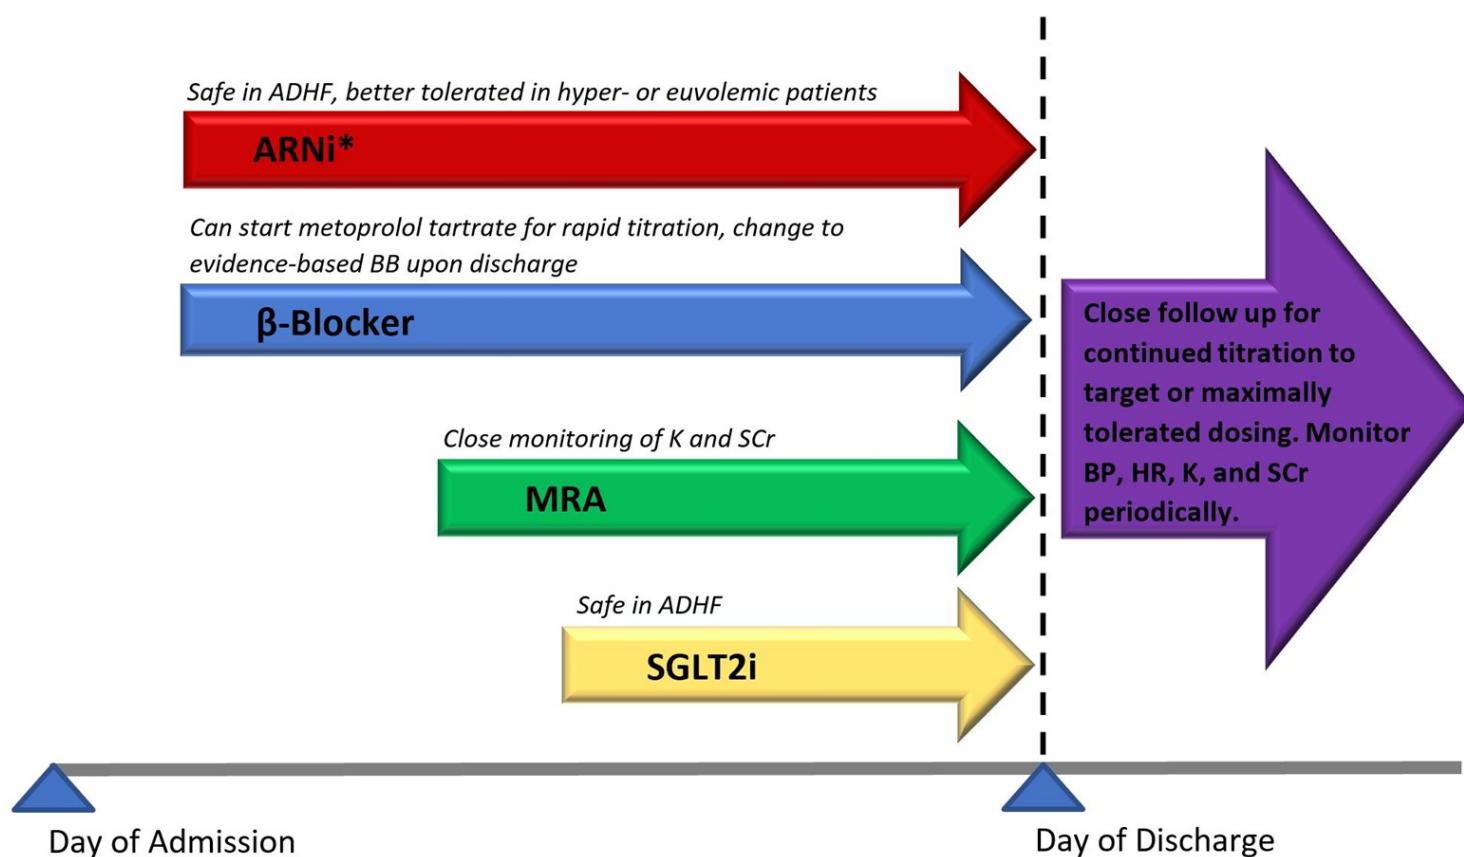 Safe in ADHF, better tolerated in hyper- or euvolemic patients
ARNi*
Can start metoprolol tartrate for rapid titration, change to
evidence-based BB upon discharge
β-Blocker
Close monitoring of K and SCr
MRA
Safe in ADHF
SGLT2i
Close follow up for
continued titration to
target or maximally
tolerated dosing. Monitor
BP, HR, K, and SCr
periodically.
Day of Admission
Day of Discharge